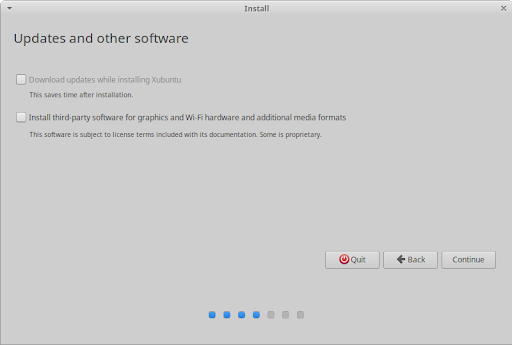 Install
Updates and other software
Download updates while installing Xubuntu
This saves time after installation.
Install third-party software for graphics and Wi-Fi hardware and additional media formats
This software is subject to license terms included with its documentation. Some is proprietary.
Quit
Back
Continue